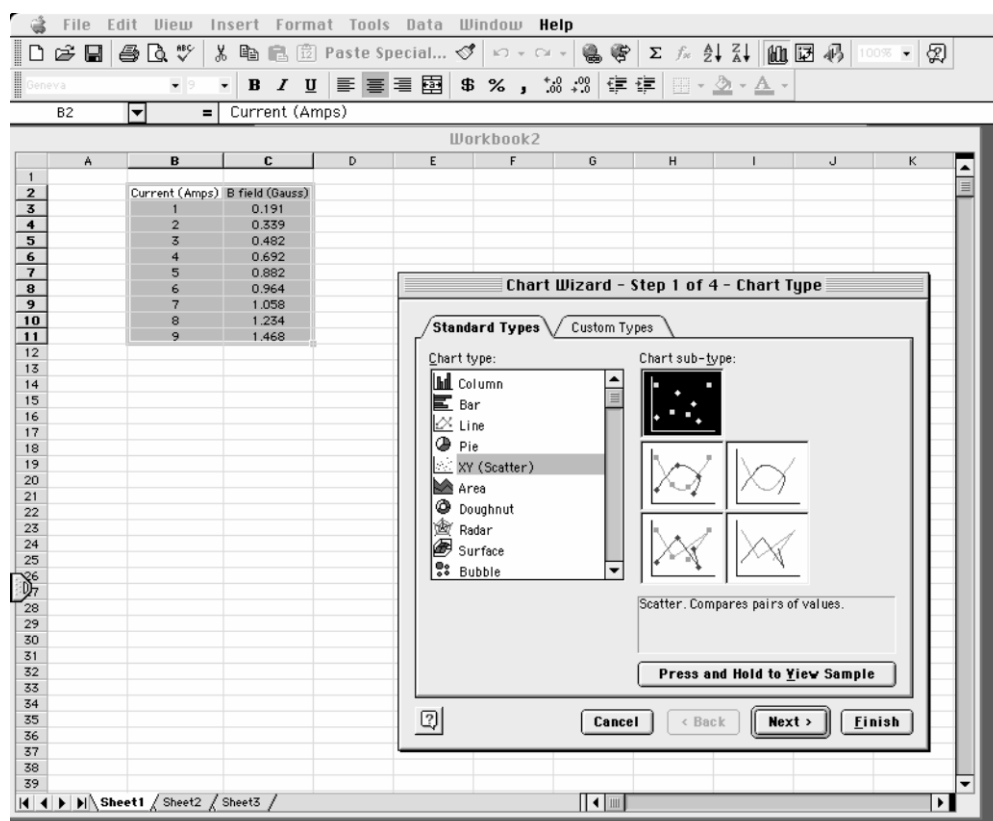 File Edit View Insert Format Tools Data Window Help
ABC Paste Special... Σ fx A Z Z A 100%
Geneva 9 B I U $ % , +.0 .00 .00 +.0 A
B2 = Current (Amps)
Workbook2
A B C D E F G H I J K
1
2 Current (Amps) B field (Gauss)
3 1 0.191
4 2 0.339
5 3 0.482
6 4 0.692
7 5 0.882
8 6 0.964
9 7 1.058
10 8 1.234
11 9 1.468
12
13
14
15
16
17
18
19
20
21
22
23
24
25
26
27
28
29
30
31
32
33
34
35
36
37
38
39
Chart Wizard - Step 1 of 4 - Chart Type
Standard Types Custom Types
Chart type: Chart sub-type:
Column
Bar
Line
Pie
XY (Scatter)
Area
Doughnut
Radar
Surface
Bubble
Scatter. Compares pairs of values.
Press and Hold to View Sample
? Cancel < Back Next > Finish
Sheet1 Sheet2 Sheet3